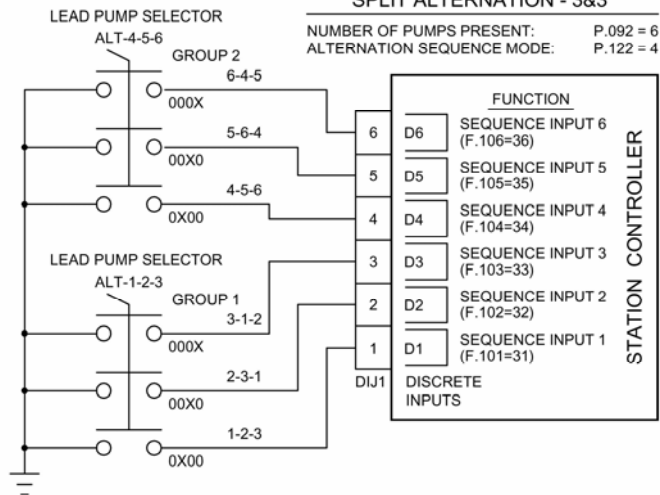 SPLIT ALTERNATION - 3&3
NUMBER OF PUMPS PRESENT: P.092 = 6
ALTERNATION SEQUENCE MODE: P.122 = 4
LEAD PUMP SELECTOR
ALT-4-5-6
GROUP 2
6-4-5
000X
5-6-4
00X0
4-5-6
0X00
LEAD PUMP SELECTOR
ALT-1-2-3
GROUP 1
3-1-2
000X
2-3-1
00X0
1-2-3
0X00
FUNCTION
6 D6 SEQUENCE INPUT 6
(F.106=36)
5 D5 SEQUENCE INPUT 5
(F.105=35)
4 D4 SEQUENCE INPUT 4
(F.104=34)
3 D3 SEQUENCE INPUT 3
(F.103=33)
2 D2 SEQUENCE INPUT 2
(F.102=32)
1 D1 SEQUENCE INPUT 1
(F.101=31)
DIJ1 DISCRETE
INPUTS
STATION CONTROLLER